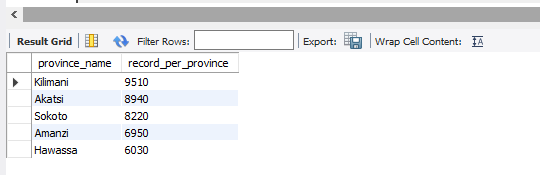 Result Grid Filter Rows: Export: Wrap Cell Content:
province_name record_per_province
Kilimani 9510
Akatsi 8940
Sokoto 8220
Amanzi 6950
Hawassa 6030